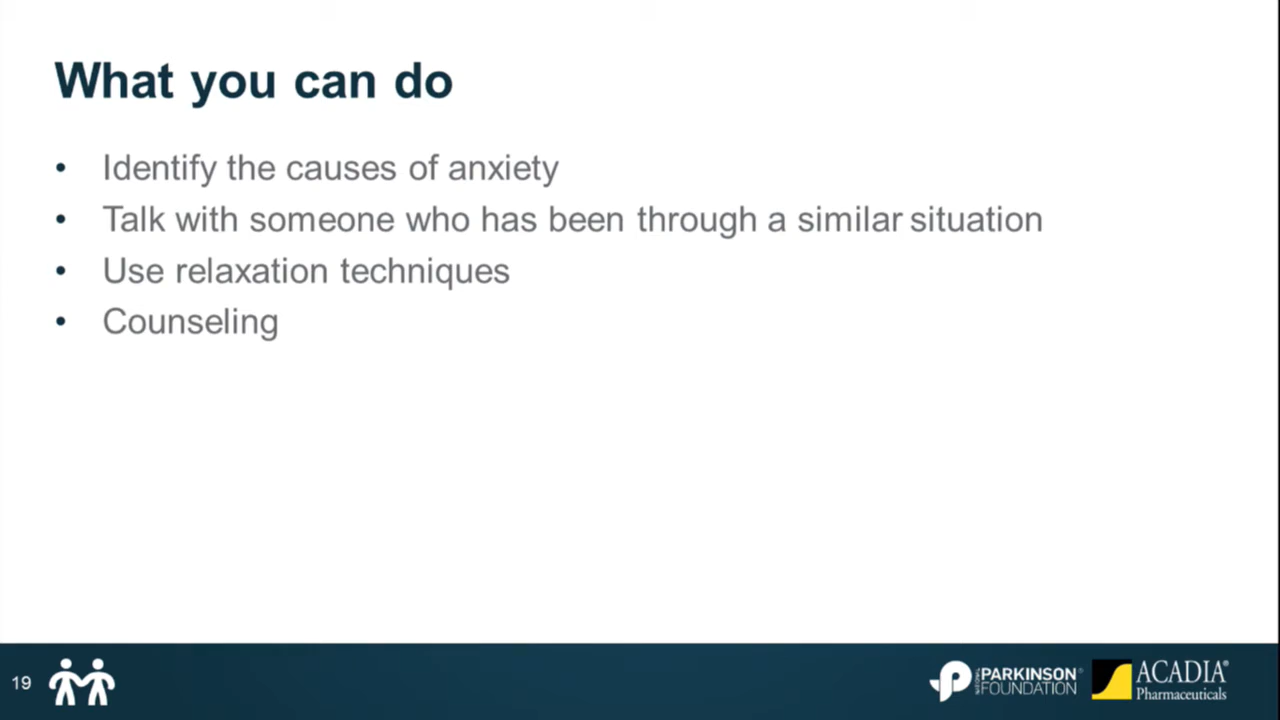 What you can do
• Identify the causes of anxiety
• Talk with someone who has been through a similar situation
• Use relaxation techniques
• Counseling
19
NATIONAL
PARKINSON®
FOUNDATION
ACADIA®
Pharmaceuticals